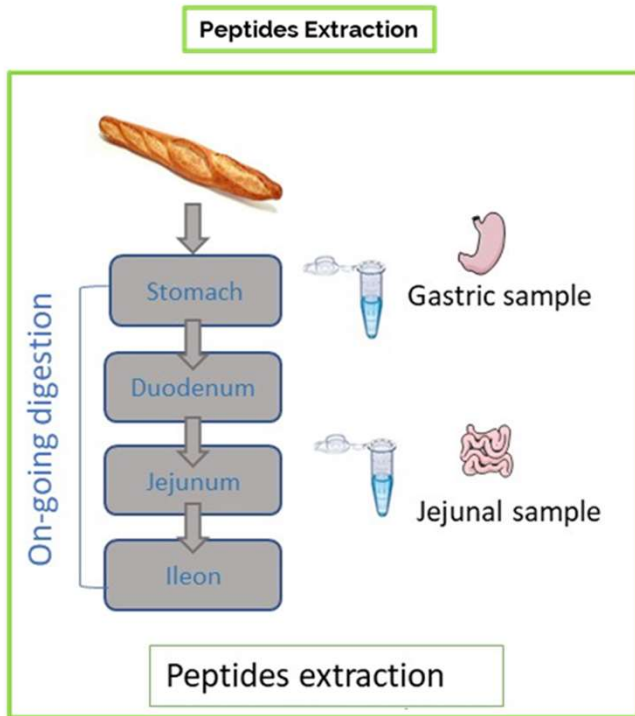 Peptides Extraction
On-going digestion
Stomach
Gastric sample
Duodenum
Jejunum
Jejunal sample
Ileon
Peptides extraction